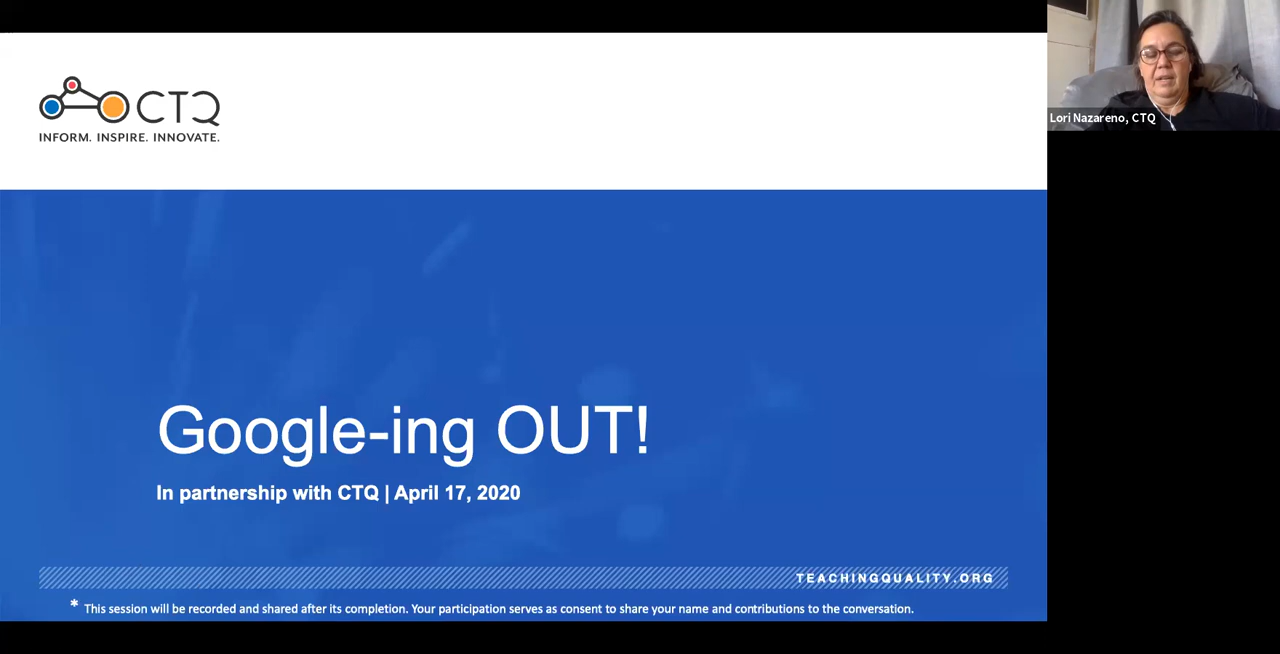 CTQ
INFORM. INSPIRE. INNOVATE.
Lori Nazareno, CTQ
Google-ing OUT!
In partnership with CTQ | April 17, 2020
TEACHINGQUALITY.ORG
* This session will be recorded and shared after its completion. Your participation serves as consent to share your name and contributions to the conversation.